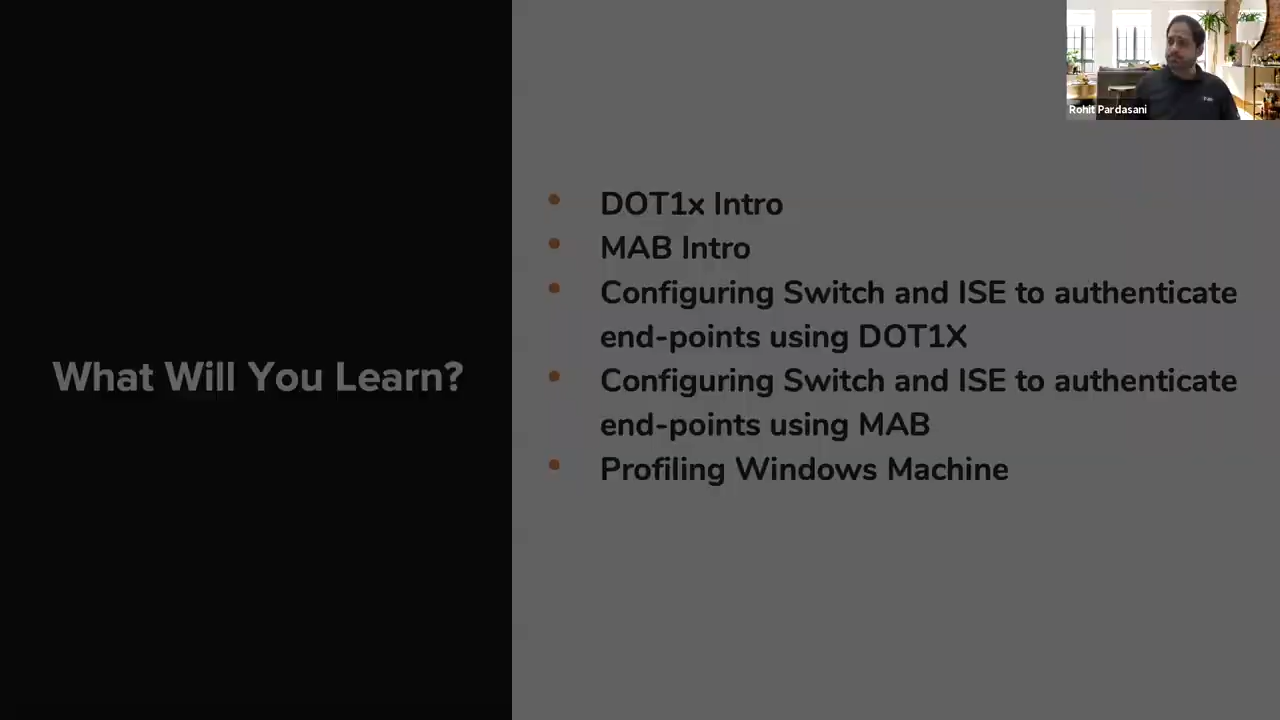 Rohit Pardasani
What Will You Learn?
• DOT1x Intro
• MAB Intro
• Configuring Switch and ISE to authenticate
end-points using DOT1X
• Configuring Switch and ISE to authenticate
end-points using MAB
• Profiling Windows Machine